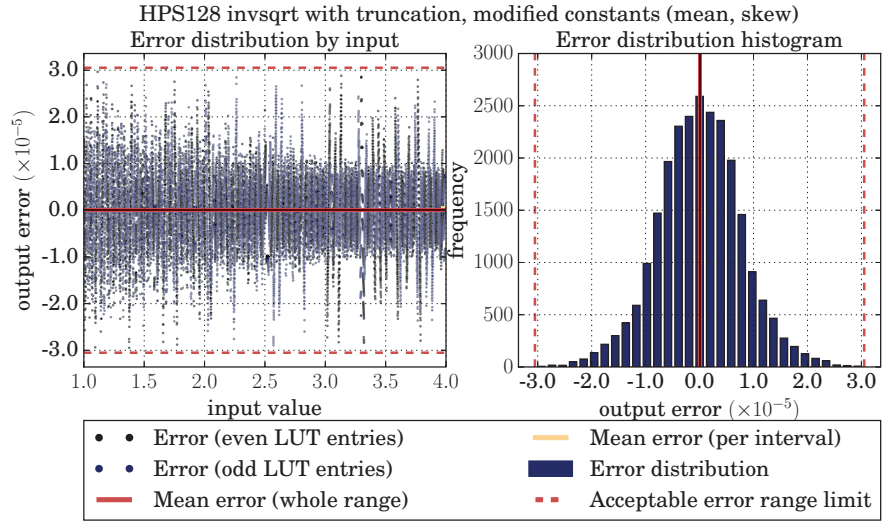 HPS128 invsqrt with truncation, modified constants (mean, skew)
Error distribution by input
output error (×10⁻⁵)
3.0
2.0
1.0
0.0
-1.0
-2.0
-3.0
1.0 1.5 2.0 2.5 3.0 3.5 4.0
input value
Error distribution histogram
frequency
3000
2500
2000
1500
1000
500
0
-3.0 -1.0 0.0 1.0 3.0
output error (×10⁻⁵)
Error (even LUT entries)
Error (odd LUT entries)
Mean error (whole range)
Mean error (per interval)
Error distribution
Acceptable error range limit